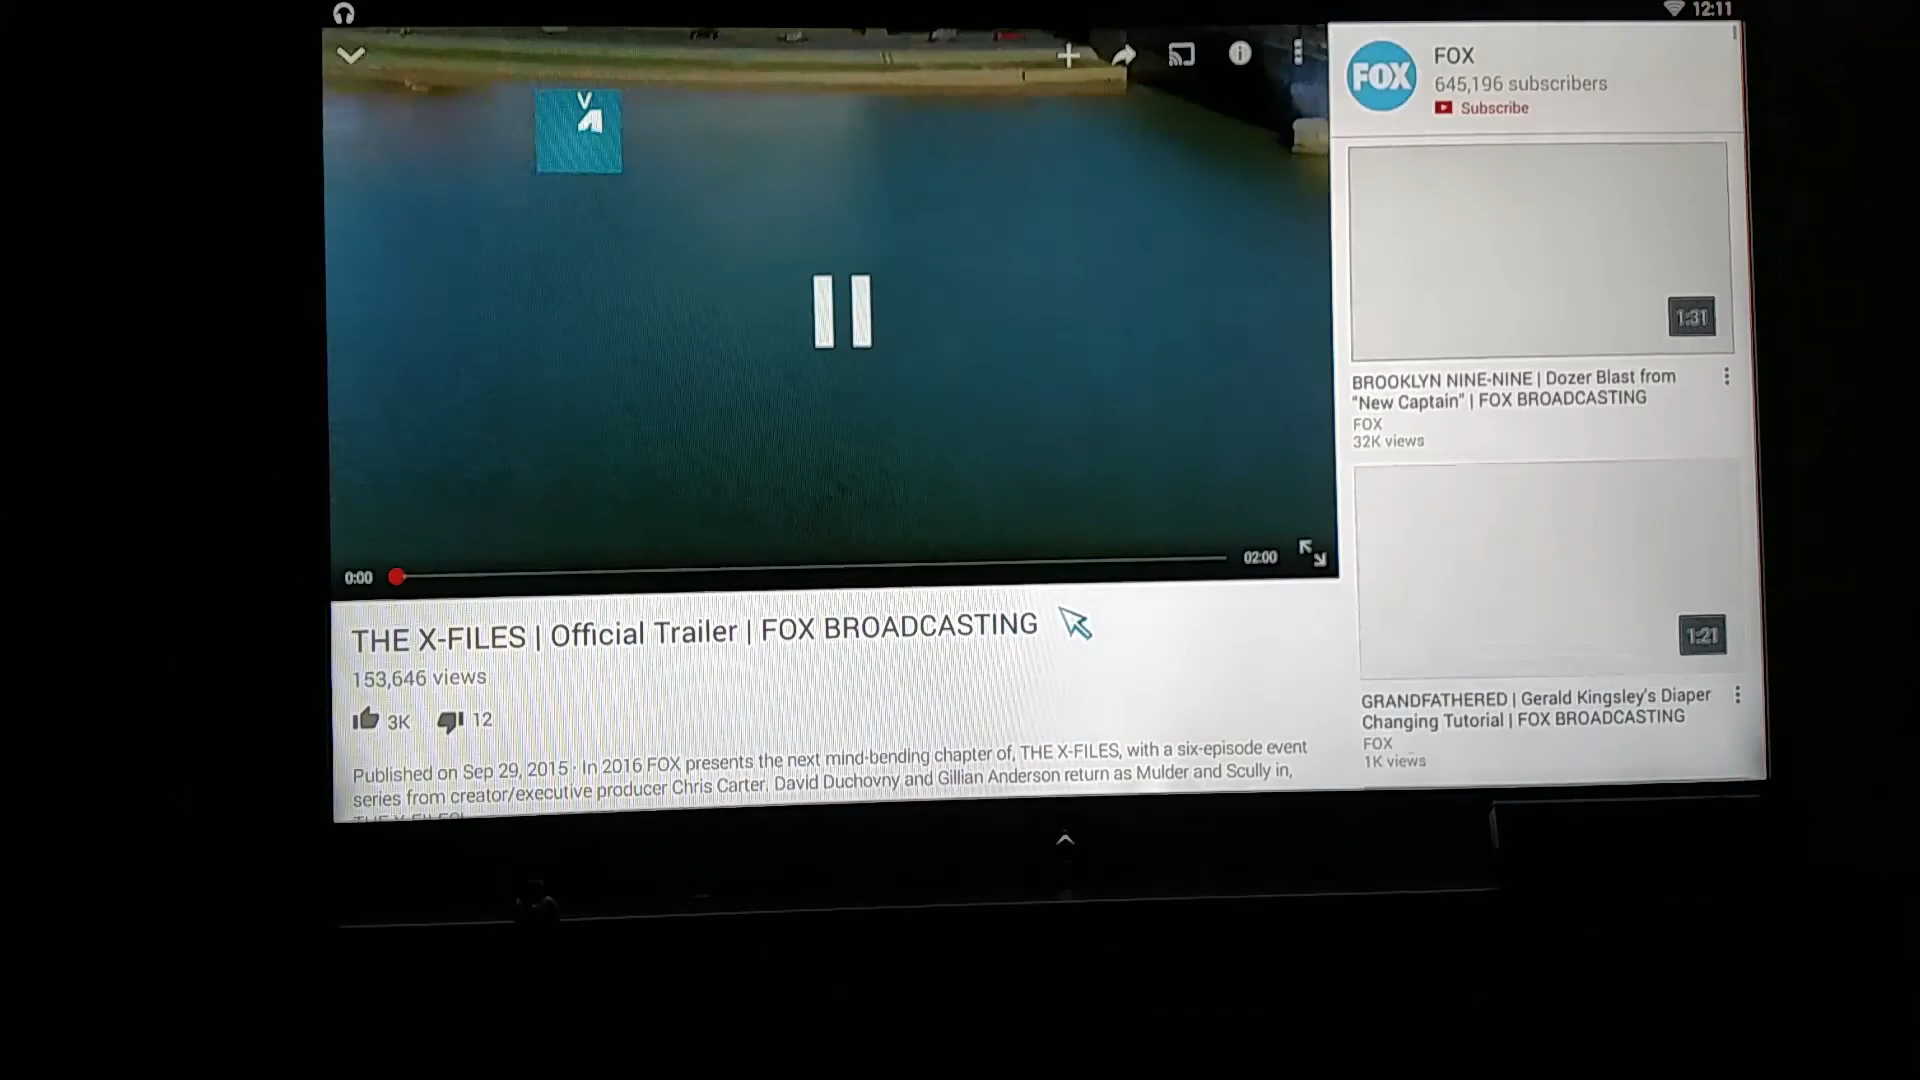 12:11
FOX
FOX
645,196 subscribers
Subscribe
V
1:31
BROOKLYN NINE-NINE | Dozer Blast from
"New Captain" | FOX BROADCASTING
FOX
32K views
0:00
02:00
THE X-FILES | Official Trailer | FOX BROADCASTING
153,646 views
3K
12
Published on Sep 29, 2015 · In 2016 FOX presents the next mind-bending chapter of, THE X-FILES, with a six-episode event
series from creator/executive producer Chris Carter. David Duchovny and Gillian Anderson return as Mulder and Scully in,
1:21
GRANDFATHERED | Gerald Kingsley's Diaper
Changing Tutorial | FOX BROADCASTING
FOX
1K views